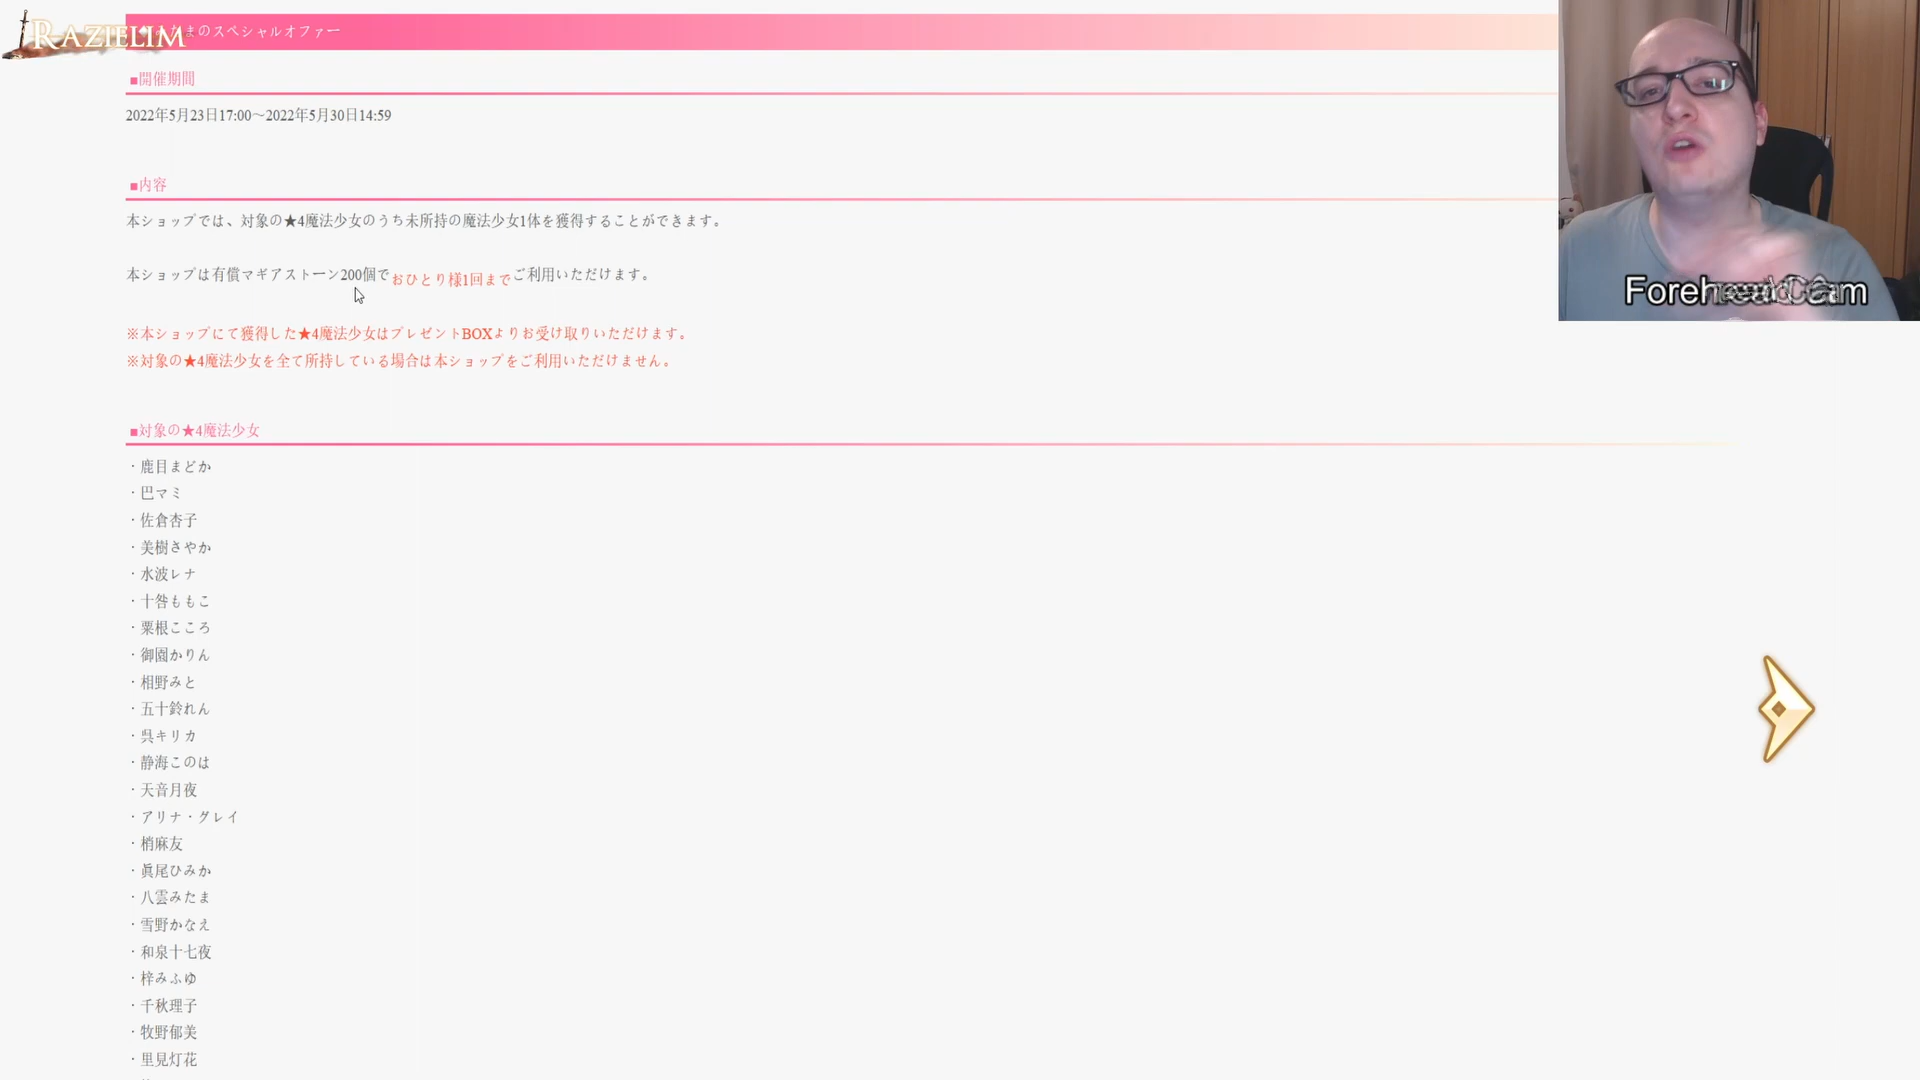 RAZIELIM
たまのスペシャルオファー
■開催期間
2022年5月23日17:00～2022年5月30日14:59
■内容
本ショップでは、対象の★4魔法少女のうち未所持の魔法少女1体を獲得することができます。
本ショップは有償マギアストーン200個でおひとり様1回までご利用いただけます。
※本ショップにて獲得した★4魔法少女はプレゼントBOXよりお受け取りいただけます。
※対象の★4魔法少女を全て所持している場合は本ショップをご利用いただけません。
■対象の★4魔法少女
・鹿目まどか
・巴マミ
・佐倉杏子
・美樹さやか
・水波レナ
・十咎ももこ
・粟根こころ
・御園かりん
・相野みと
・五十鈴れん
・呉キリカ
・静海このは
・天音月夜
・アリナ・グレイ
・梢麻友
・眞尾ひみか
・八雲みたま
・雪野かなえ
・和泉十七夜
・梓みふゆ
・千秋理子
・牧野郁美
・里見灯花